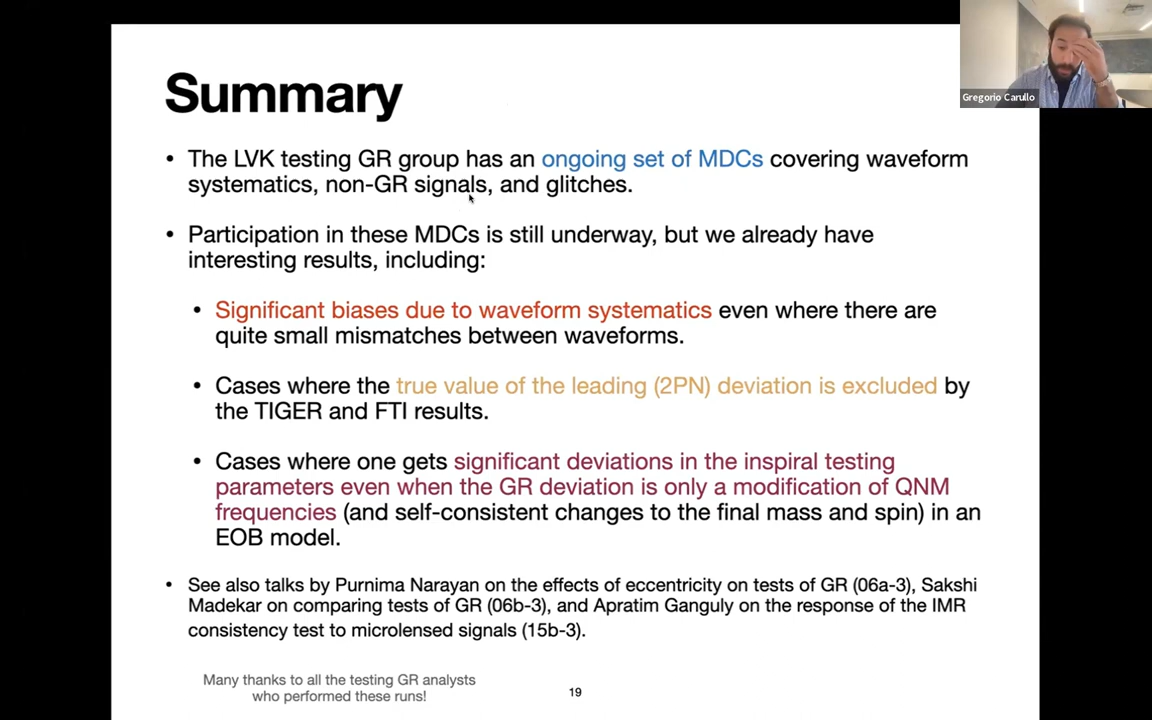 Summary
Gregorio Carullo
• The LVK testing GR group has an ongoing set of MDCs covering waveform
systematics, non-GR signals, and glitches.
• Participation in these MDCs is still underway, but we already have
interesting results, including:
• Significant biases due to waveform systematics even where there are
quite small mismatches between waveforms.
• Cases where the true value of the leading (2PN) deviation is excluded by
the TIGER and FTI results.
• Cases where one gets significant deviations in the inspiral testing
parameters even when the GR deviation is only a modification of QNM
frequencies (and self-consistent changes to the final mass and spin) in an
EOB model.
• See also talks by Purnima Narayan on the effects of eccentricity on tests of GR (06a-3), Sakshi
Madekar on comparing tests of GR (06b-3), and Apratim Ganguly on the response of the IMR
consistency test to microlensed signals (15b-3).
Many thanks to all the testing GR analysts
who performed these runs!
19